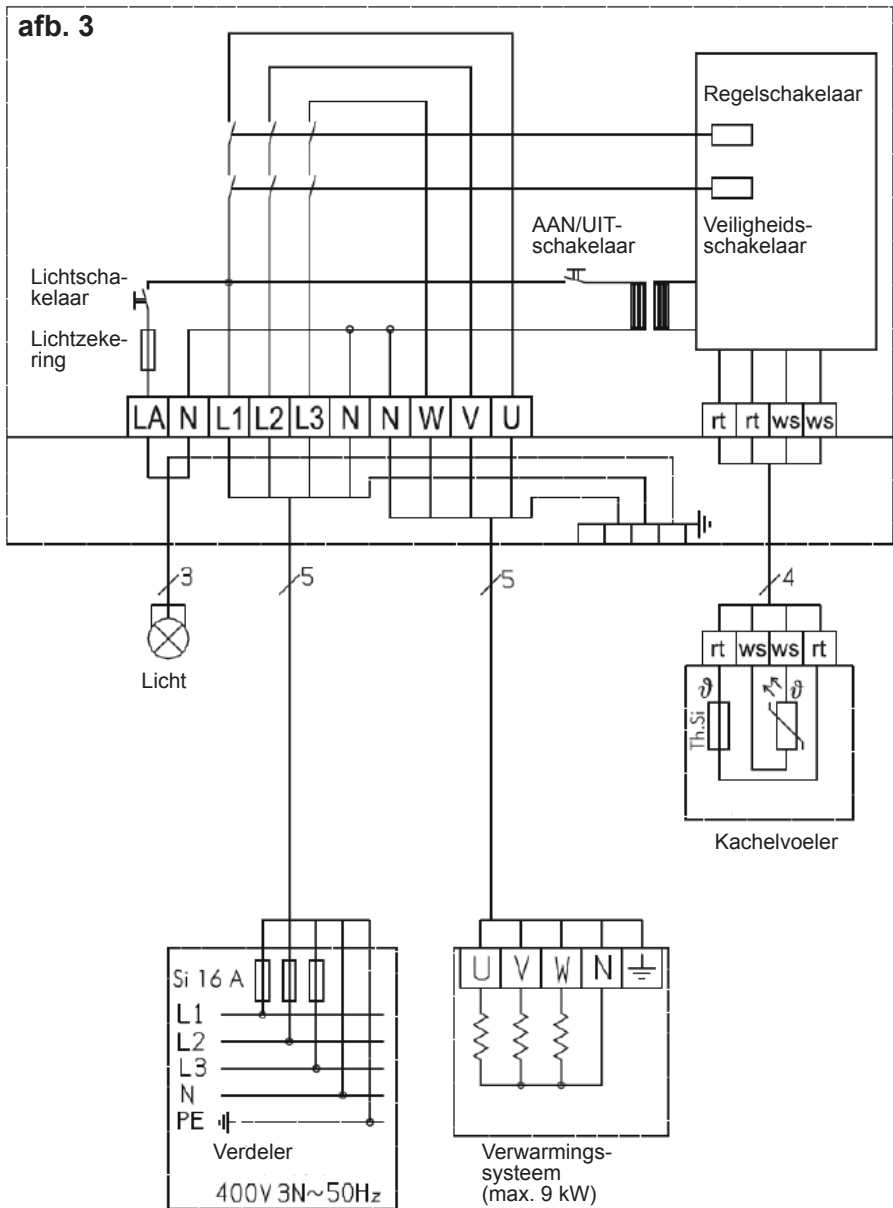 afb. 3
Regelschakelaar
AAN/UIT-
schakelaar
Veiligheids-
schakelaar
Lichtscha-
kelaar
Lichtzeke-
ring
LA N L1 L2 L3 N N W V U
rt rt ws ws
3
5
5
4
Licht
rt ws ws rt
ϑ
ϑ
Th.Si
Kachelvoeler
Si 16 A
L1
L2
L3
N
PE
Verdeler
400V 3N~50Hz
U V W N
Verwarmings-
systeem
(max. 9 kW)